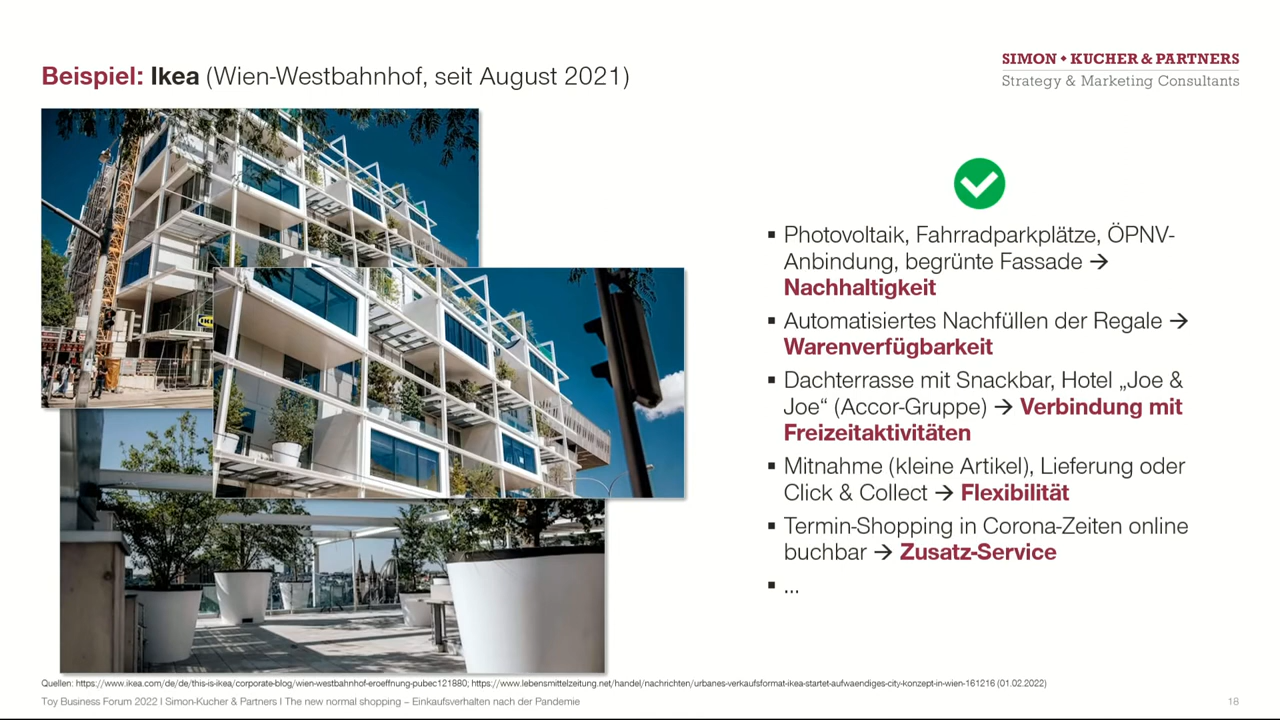 Beispiel: Ikea (Wien-Westbahnhof, seit August 2021)
SIMON • KUCHER & PARTNERS
Strategy & Marketing Consultants
▪ Photovoltaik, Fahrradparkplätze, ÖPNV-
Anbindung, begrünte Fassade →
Nachhaltigkeit
▪ Automatisiertes Nachfüllen der Regale →
Warenverfügbarkeit
▪ Dachterrasse mit Snackbar, Hotel „Joe &
Joe“ (Accor-Gruppe) → Verbindung mit
Freizeitaktivitäten
▪ Mitnahme (kleine Artikel), Lieferung oder
Click & Collect → Flexibilität
▪ Termin-Shopping in Corona-Zeiten online
buchbar → Zusatz-Service
▪ ...
Quellen: https://www.ikea.com/de/de/this-is-ikea/corporate-blog/wien-westbahnhof-eroeffnung-pubec121880; https://www.lebensmittelzeitung.net/handel/nachrichten/urbanes-verkaufsformat-ikea-startet-aufwaendiges-city-konzept-in-wien-161216 (01.02.2022)
Toy Business Forum 2022 I Simon-Kucher & Partners I The new normal shopping – Einkaufsverhalten nach der Pandemie
18